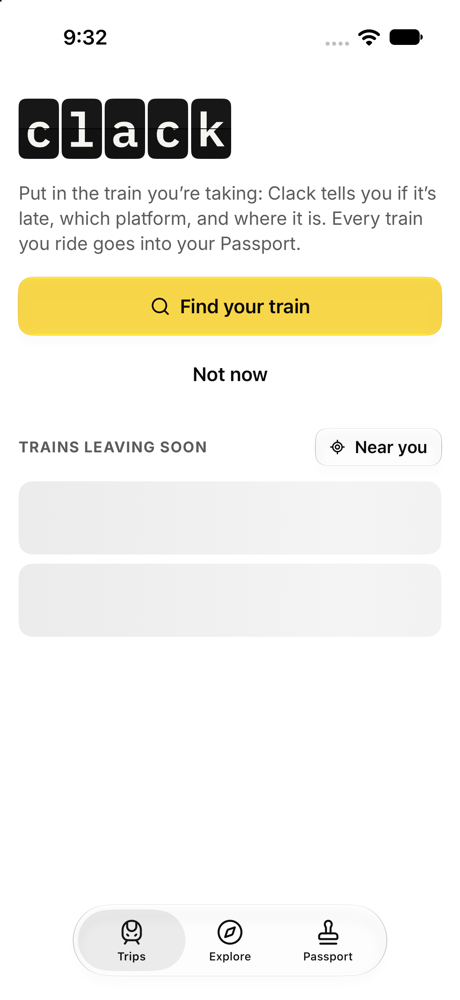 9:32
clack
Put in the train you’re taking: Clack tells you if it’s
late, which platform, and where it is. Every train
you ride goes into your Passport.
Find your train
Not now
TRAINS LEAVING SOON
Near you
Trips
Explore
Passport